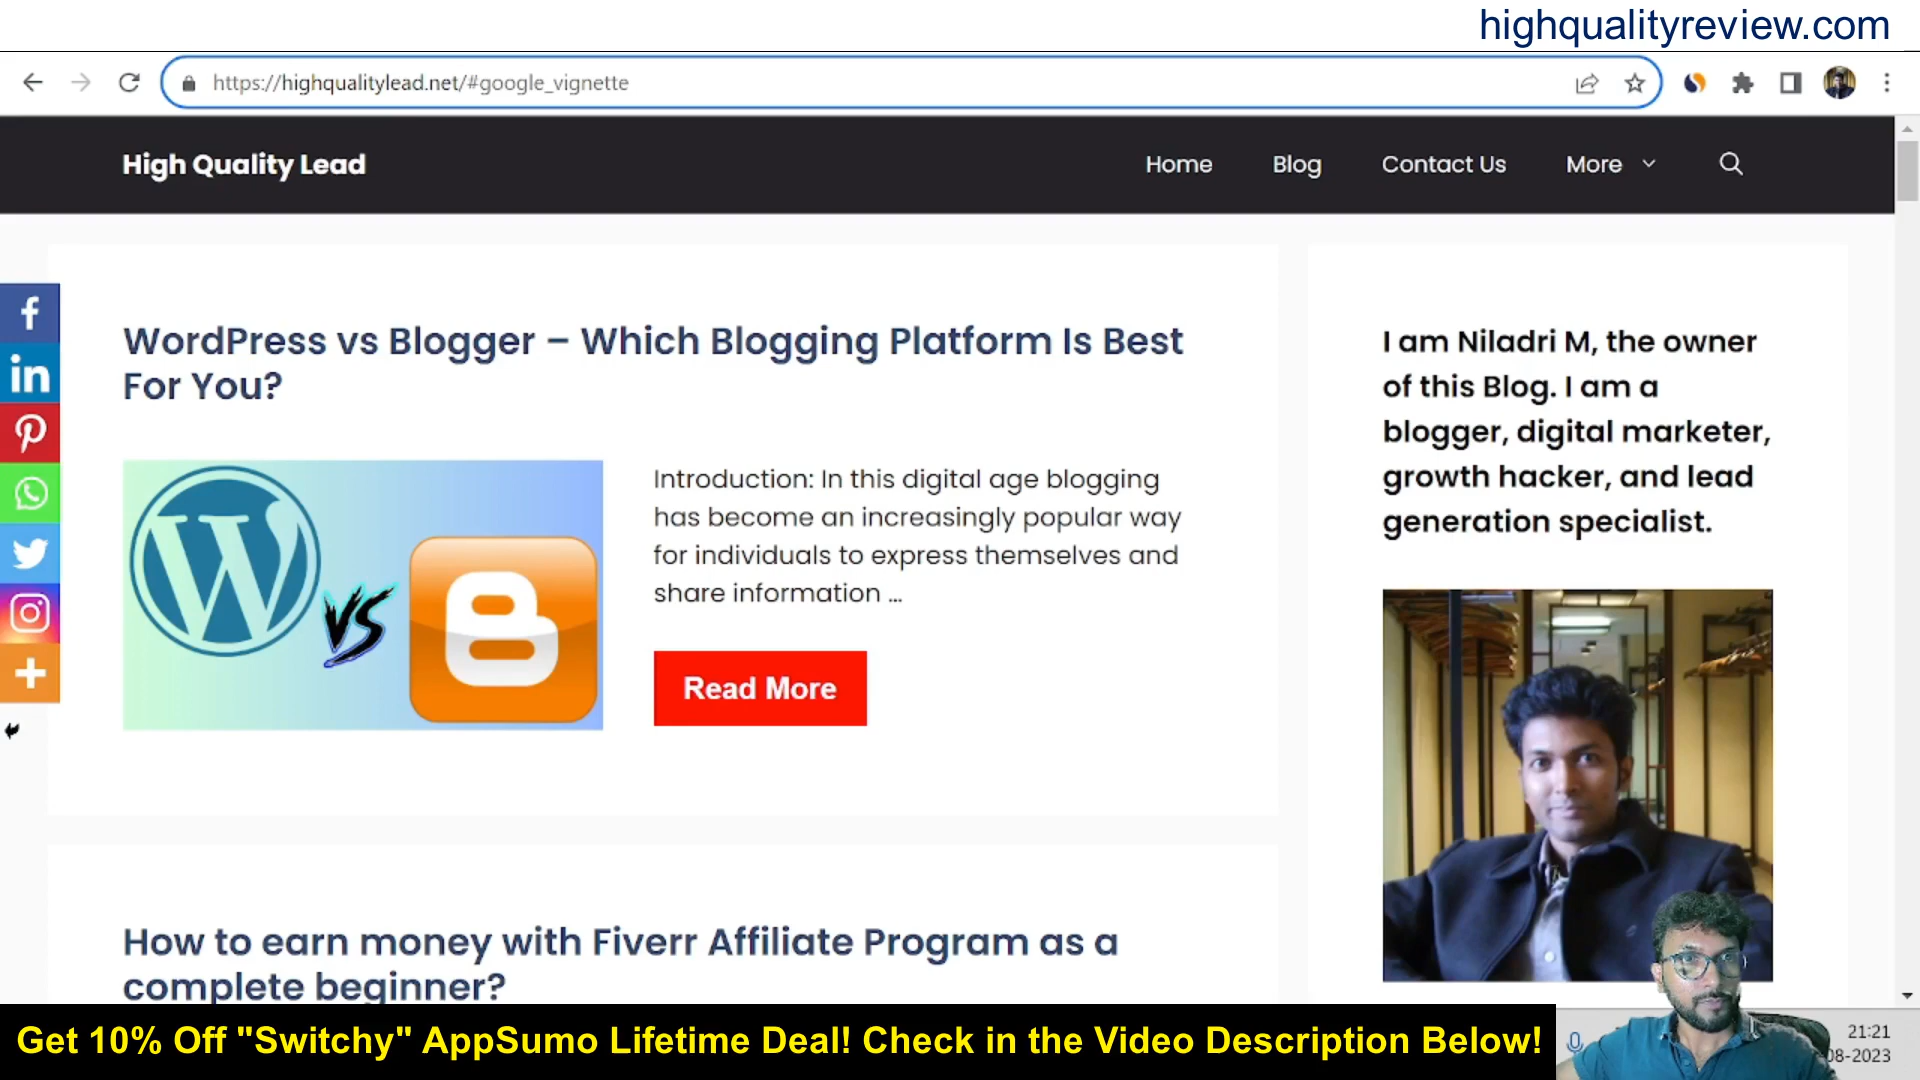 highqualityreview.com
https://highqualitylead.net/#google_vignette
High Quality Lead
Home
Blog
Contact Us
More
WordPress vs Blogger – Which Blogging Platform Is Best
For You?
VS
Introduction: In this digital age blogging
has become an increasingly popular way
for individuals to express themselves and
share information ...
Read More
I am Niladri M, the owner
of this Blog. I am a
blogger, digital marketer,
growth hacker, and lead
generation specialist.
How to earn money with Fiverr Affiliate Program as a
complete beginner?
Get 10% Off "Switchy" AppSumo Lifetime Deal! Check in the Video Description Below!
21:21
08-2023